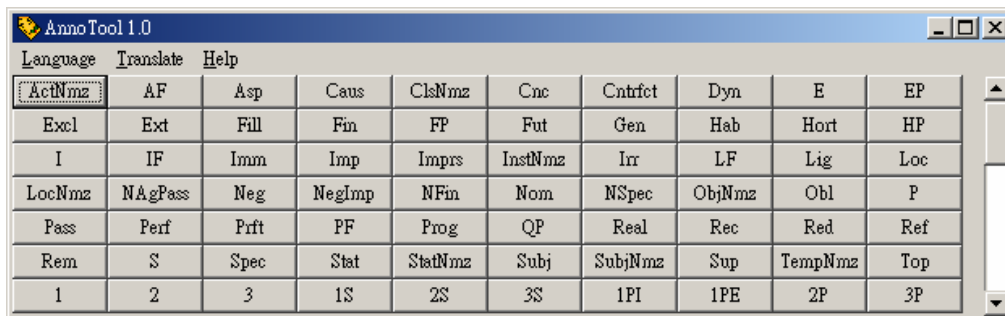 AnnoTool 1.0
Language Translate Help
ActNmz AF Asp Caus ClsNmz Cnc Cntrfct Dyn E EP
Excl Ext Fill Fin FP Fut Gen Hab Hort HP
I IF Imm Imp Imprs InstNmz Irr LF Lig Loc
LocNmz NAgPass Neg NegImp NFin Nom NSpec ObjNmz Obl P
Pass Perf Prft PF Prog QP Real Rec Red Ref
Rem S Spec Stat StatNmz Subj SubjNmz Sup TempNmz Top
1 2 3 1S 2S 3S 1PI 1PE 2P 3P